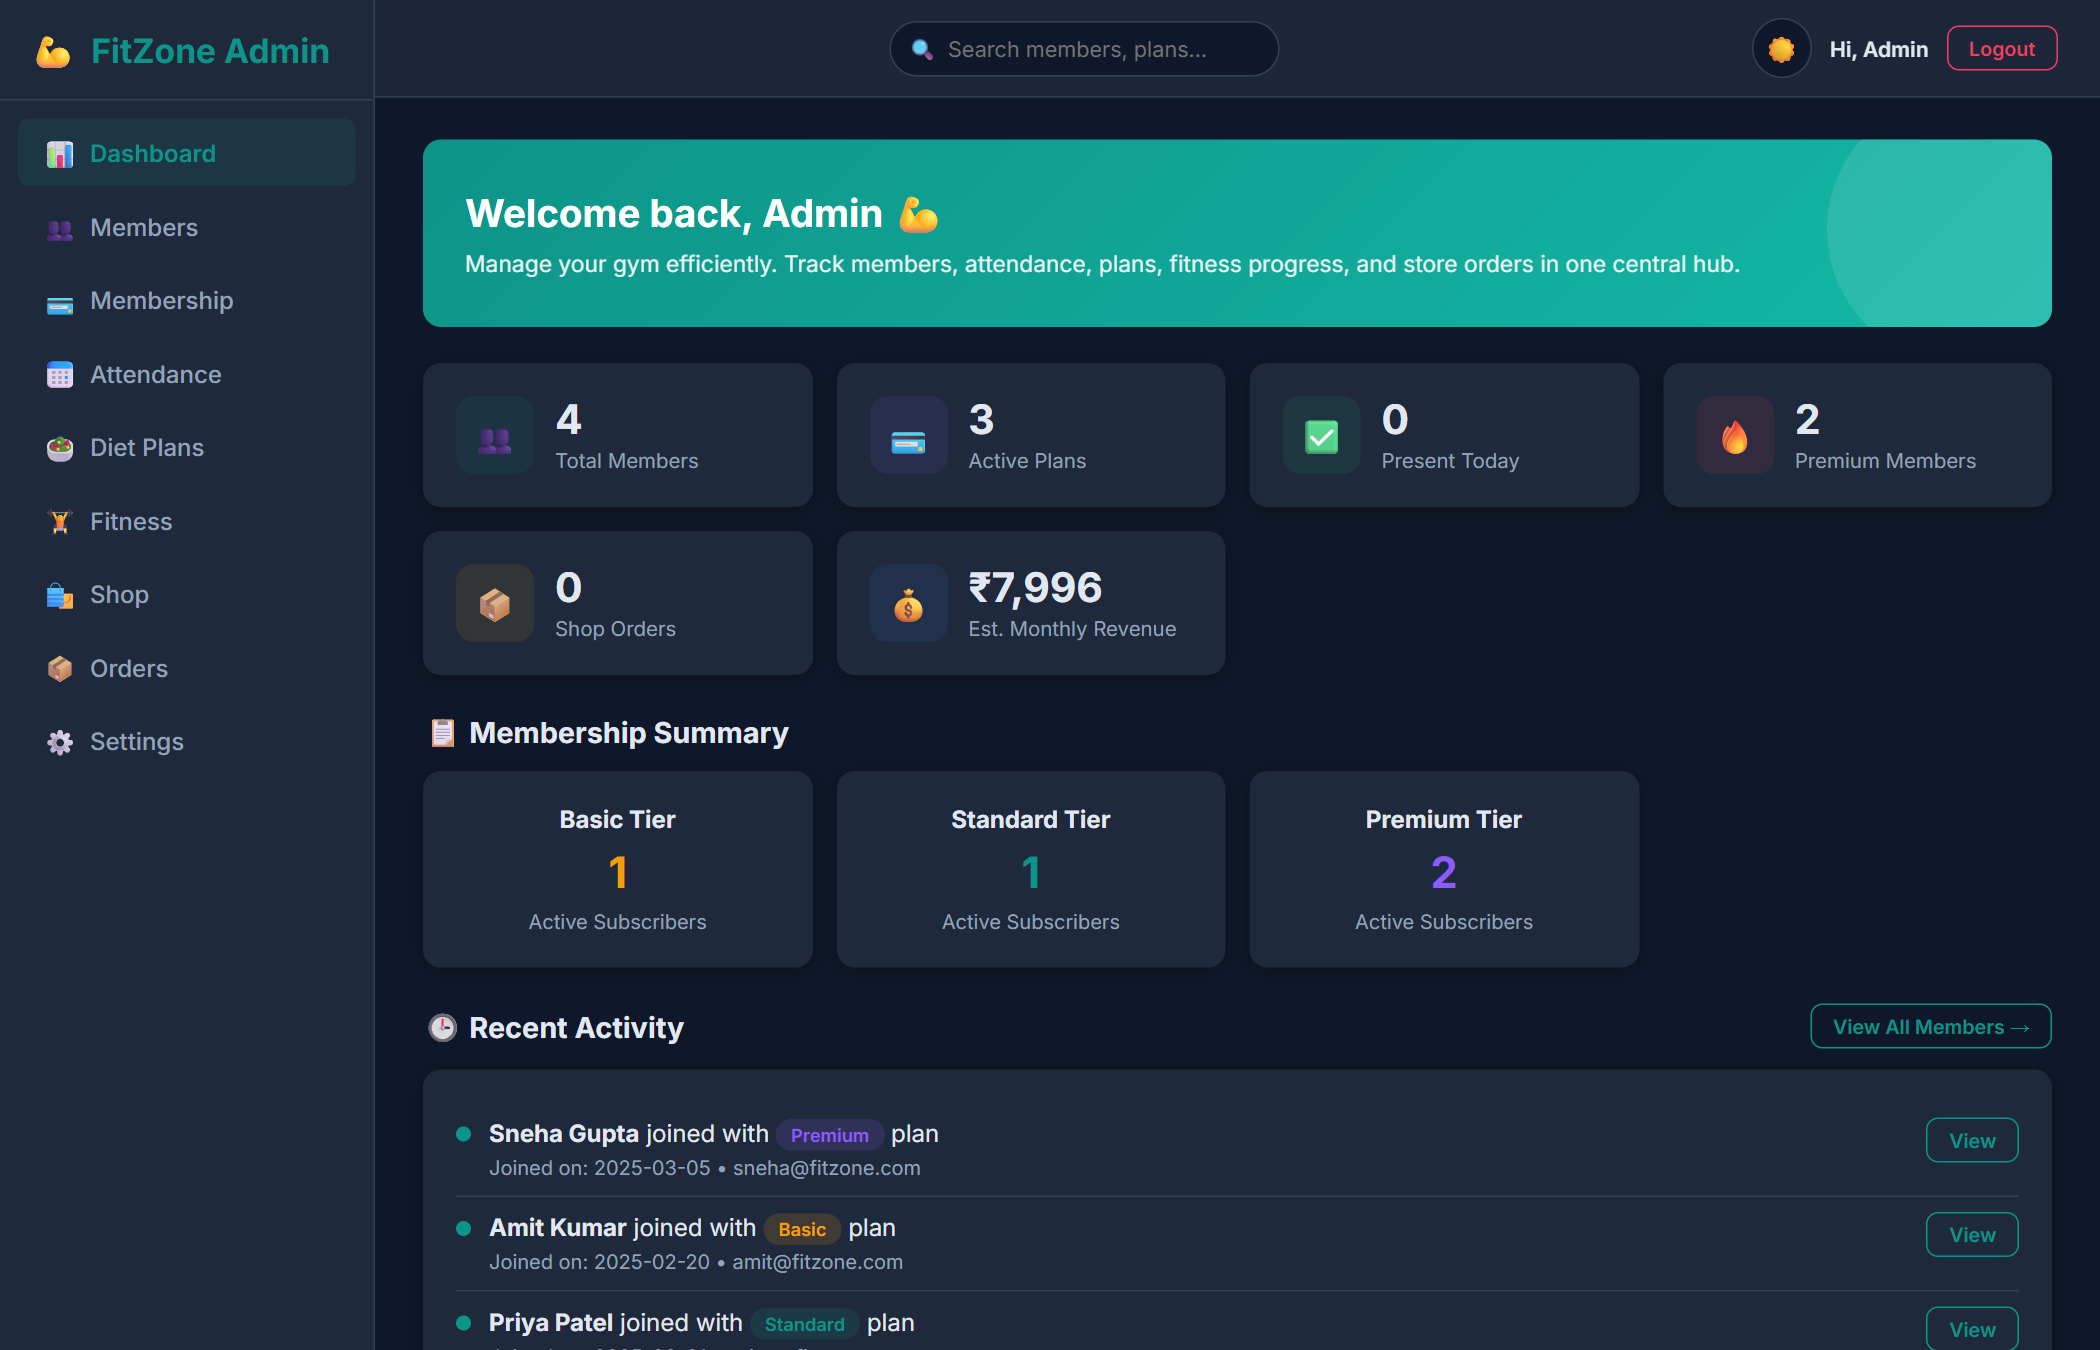 FitZone Admin
Search members, plans...
Hi, Admin
Logout
Dashboard
Members
Membership
Attendance
Diet Plans
Fitness
Shop
Orders
Settings
Welcome back, Admin
Manage your gym efficiently. Track members, attendance, plans, fitness progress, and store orders in one central hub.
4
Total Members
3
Active Plans
0
Present Today
2
Premium Members
0
Shop Orders
₹7,996
Est. Monthly Revenue
Membership Summary
Basic Tier
1
Active Subscribers
Standard Tier
1
Active Subscribers
Premium Tier
2
Active Subscribers
Recent Activity
View All Members →
Sneha Gupta joined with Premium plan
Joined on: 2025-03-05 • sneha@fitzone.com
View
Amit Kumar joined with Basic plan
Joined on: 2025-02-20 • amit@fitzone.com
View
Priya Patel joined with Standard plan
View